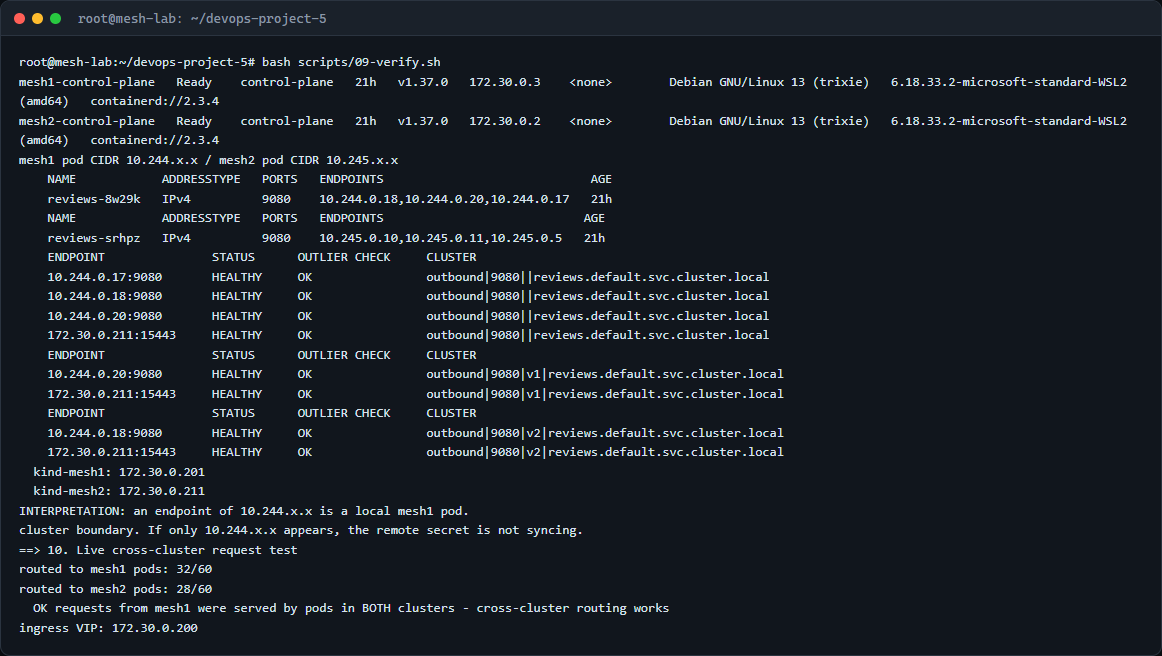 root@mesh-lab: ~/devops-project-5
root@mesh-lab:~/devops-project-5# bash scripts/09-verify.sh
mesh1-control-plane   Ready    control-plane   21h   v1.37.0   172.30.0.3    <none>        Debian GNU/Linux 13 (trixie)   6.18.33.2-microsoft-standard-WSL2
(amd64)   containerd://2.3.4
mesh2-control-plane   Ready    control-plane   21h   v1.37.0   172.30.0.2    <none>        Debian GNU/Linux 13 (trixie)   6.18.33.2-microsoft-standard-WSL2
(amd64)   containerd://2.3.4
mesh1 pod CIDR 10.244.x.x / mesh2 pod CIDR 10.245.x.x
    NAME            ADDRESSTYPE   PORTS   ENDPOINTS                             AGE
    reviews-8w29k   IPv4          9080    10.244.0.18,10.244.0.20,10.244.0.17   21h
    NAME            ADDRESSTYPE   PORTS   ENDPOINTS                            AGE
    reviews-srhpz   IPv4          9080    10.245.0.10,10.245.0.11,10.245.0.5   21h
    ENDPOINT               STATUS      OUTLIER CHECK     CLUSTER
    10.244.0.17:9080       HEALTHY     OK                outbound|9080||reviews.default.svc.cluster.local
    10.244.0.18:9080       HEALTHY     OK                outbound|9080||reviews.default.svc.cluster.local
    10.244.0.20:9080       HEALTHY     OK                outbound|9080||reviews.default.svc.cluster.local
    172.30.0.211:15443     HEALTHY     OK                outbound|9080||reviews.default.svc.cluster.local
    ENDPOINT               STATUS      OUTLIER CHECK     CLUSTER
    10.244.0.20:9080       HEALTHY     OK                outbound|9080|v1|reviews.default.svc.cluster.local
    172.30.0.211:15443     HEALTHY     OK                outbound|9080|v1|reviews.default.svc.cluster.local
    ENDPOINT               STATUS      OUTLIER CHECK     CLUSTER
    10.244.0.18:9080       HEALTHY     OK                outbound|9080|v2|reviews.default.svc.cluster.local
    172.30.0.211:15443     HEALTHY     OK                outbound|9080|v2|reviews.default.svc.cluster.local
  kind-mesh1: 172.30.0.201
  kind-mesh2: 172.30.0.211
INTERPRETATION: an endpoint of 10.244.x.x is a local mesh1 pod.
cluster boundary. If only 10.244.x.x appears, the remote secret is not syncing.
==> 10. Live cross-cluster request test
routed to mesh1 pods: 32/60
routed to mesh2 pods: 28/60
  OK requests from mesh1 were served by pods in BOTH clusters - cross-cluster routing works
ingress VIP: 172.30.0.200